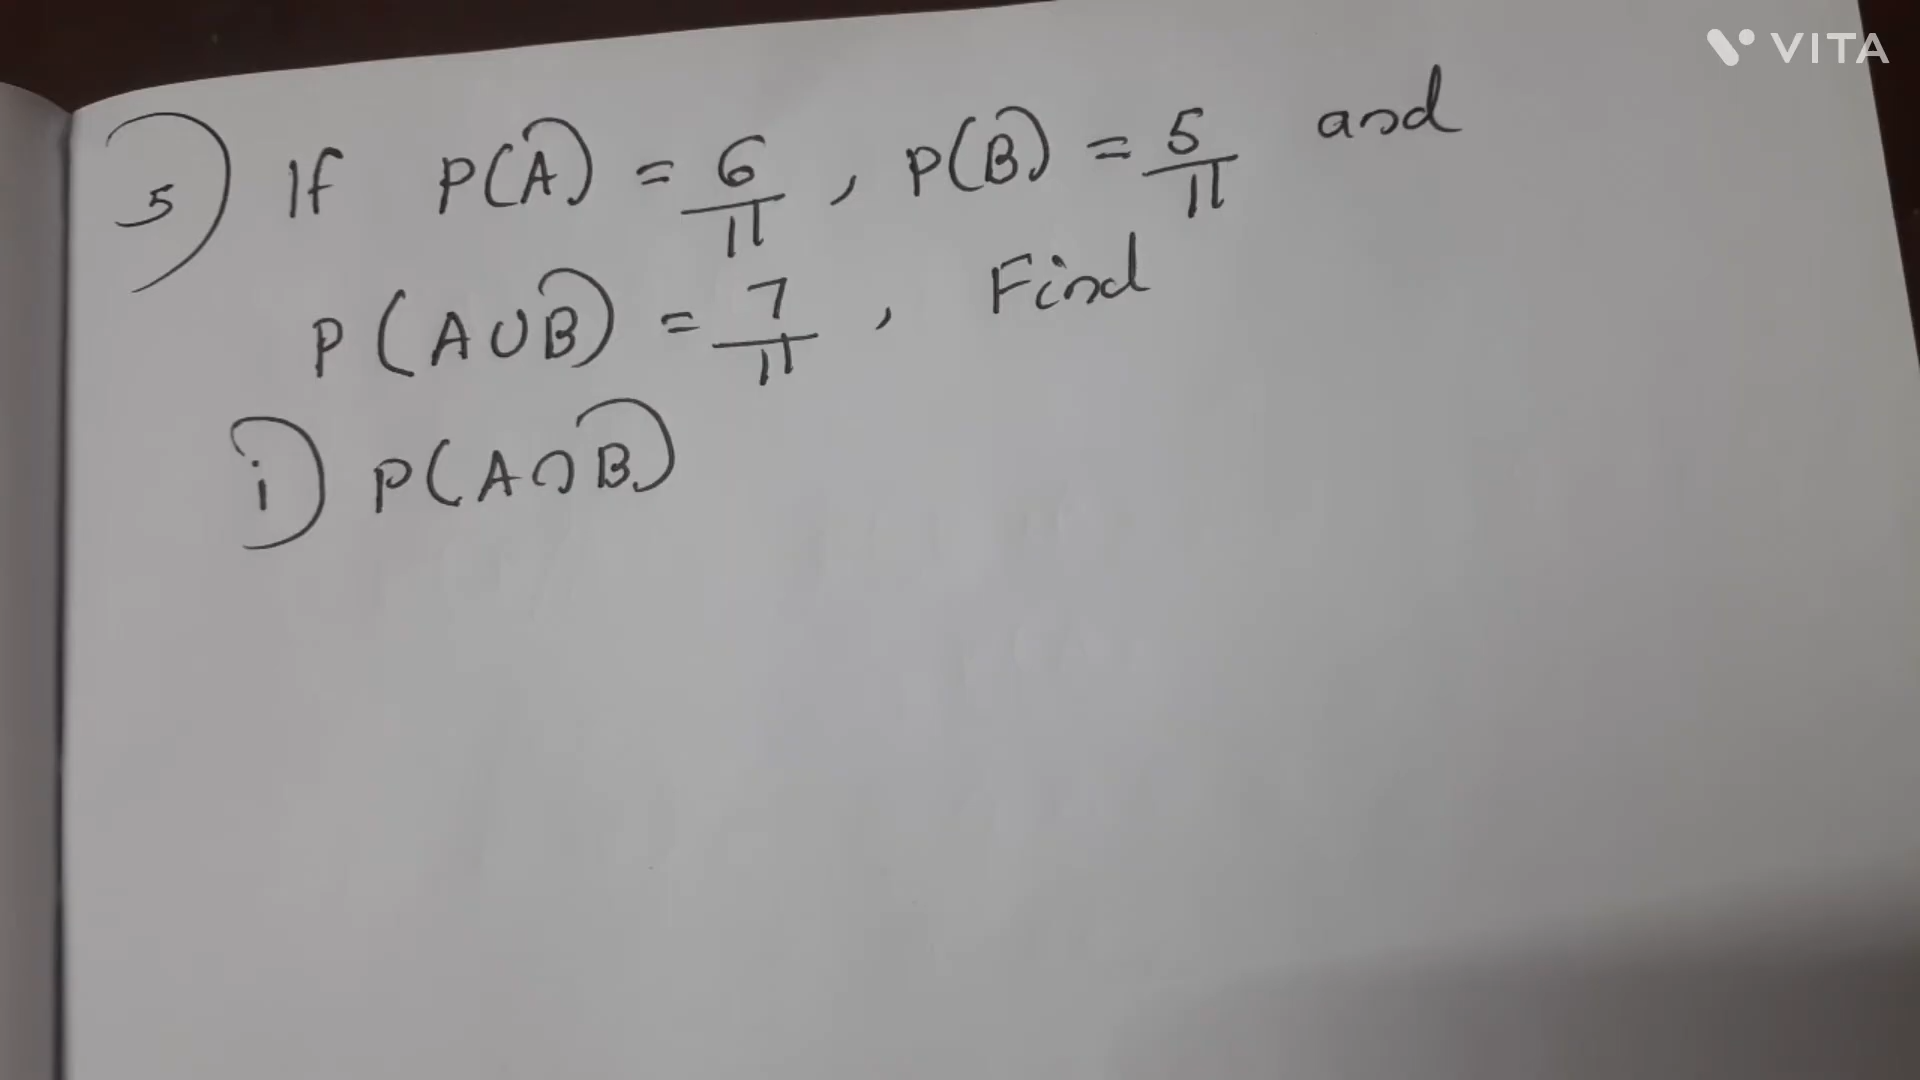 VITA
5) If P(A) = 6/11, P(B) = 5/11 and
P(A∪B) = 7/11, Find
i) P(A∩B)